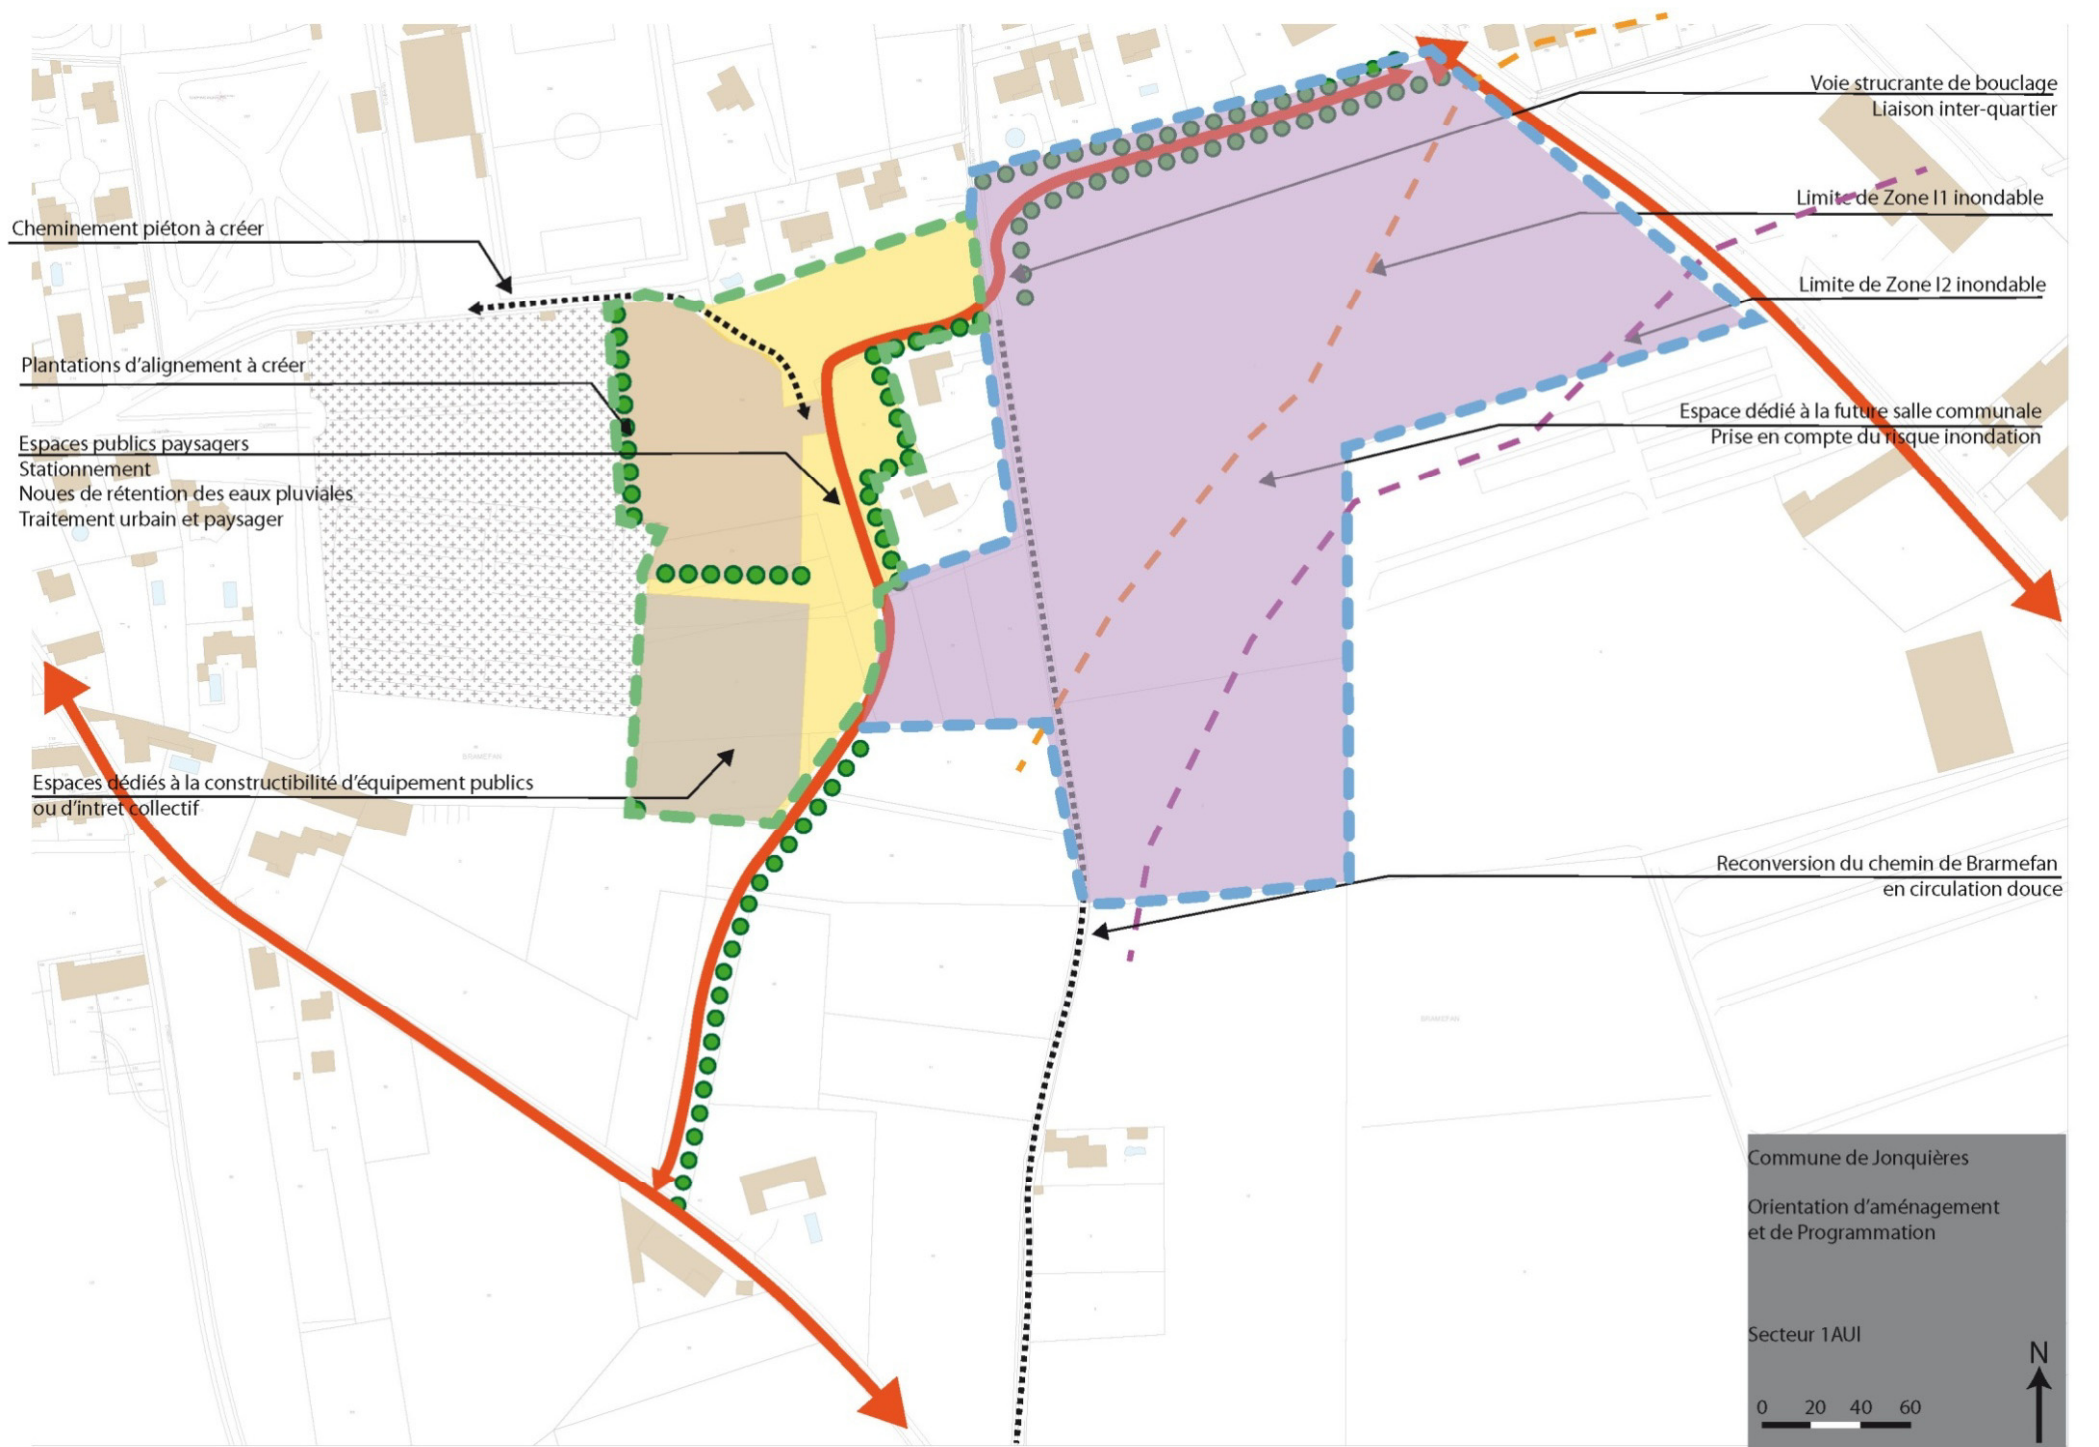 Voie strucrante de bouclage
Liaison inter-quartier
Limite de Zone I1 inondable
Cheminement piéton à créer
Limite de Zone I2 inondable
Plantations d'alignement à créer
Espace dédié à la future salle communale
Prise en compte du risque inondation
Espaces publics paysagers
Stationnement
Noues de rétention des eaux pluviales
Traitement urbain et paysager
BRAMEFAN
Espaces dédiés à la constructibilité d'équipement publics
ou d'intret collectif
Reconversion du chemin de Brarmefan
en circulation douce
BRAMEFAN
Commune de Jonquières
Orientation d'aménagement
et de Programmation
Secteur 1AUI
N
0 20 40 60